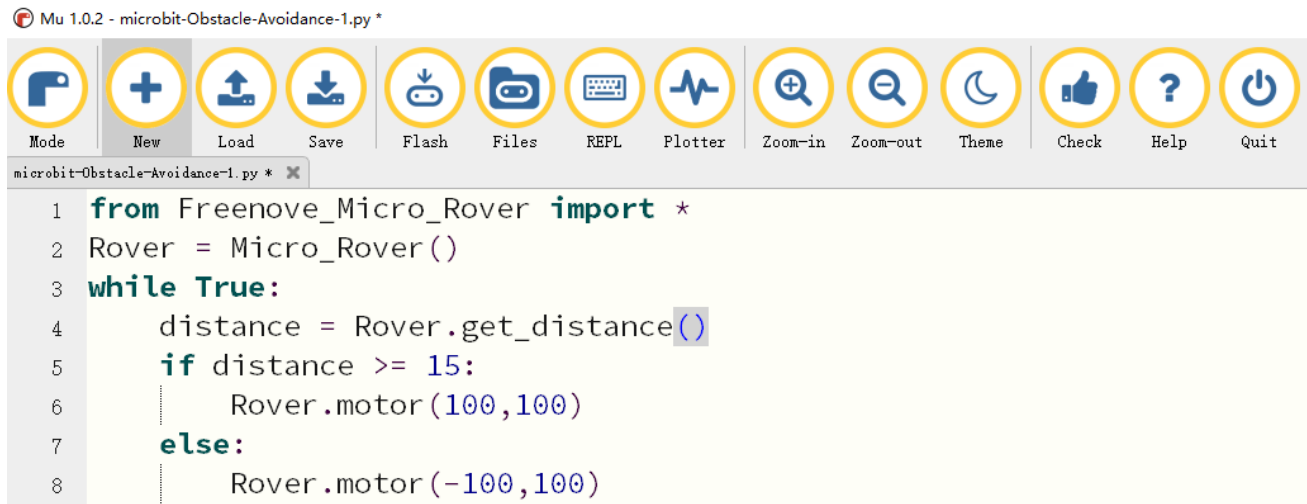 Mu 1.0.2 - microbit-Obstacle-Avoidance-1.py *
Mode New Load Save Flash Files REPL Plotter Zoom-in Zoom-out Theme Check Help Quit
microbit-Obstacle-Avoidance-1.py *
1 from Freenove_Micro_Rover import *
2 Rover = Micro_Rover()
3 while True:
4     distance = Rover.get_distance()
5     if distance >= 15:
6         Rover.motor(100,100)
7     else:
8         Rover.motor(-100,100)